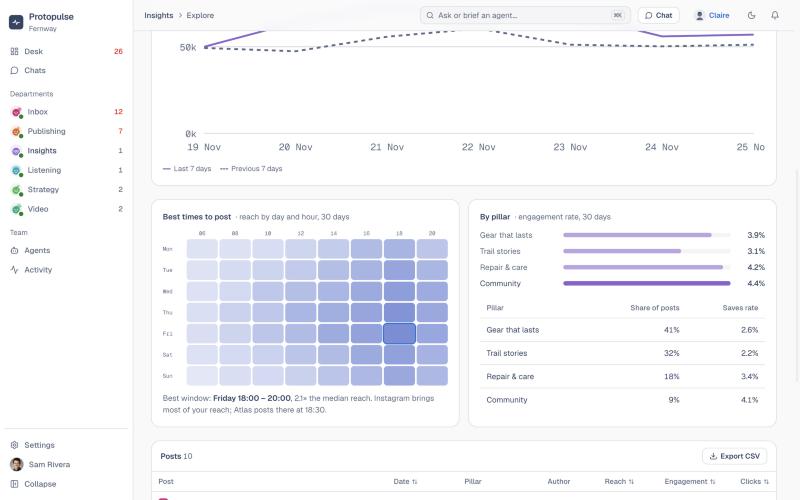 Protopulse
Fernway
Insights > Explore
Ask or brief an agent...
⌘K
Chat
Claire
Desk 26
Chats
Departments
Inbox 12
Publishing 7
Insights 1
Listening 1
Strategy 2
Video 2
Team
Agents
Activity
Settings
Sam Rivera
Collapse
50k
0k
19 Nov 20 Nov 21 Nov 22 Nov 23 Nov 24 Nov 25 No
Last 7 days Previous 7 days
Best times to post · reach by day and hour, 30 days
06 08 10 12 14 16 18 20
Mon
Tue
Wed
Thu
Fri
Sat
Sun
Best window: Friday 18:00 – 20:00, 2.1× the median reach. Instagram brings
most of your reach; Atlas posts there at 18:30.
By pillar · engagement rate, 30 days
Gear that lasts 3.9%
Trail stories 3.1%
Repair & care 4.2%
Community 4.4%
Pillar Share of posts Saves rate
Gear that lasts 41% 2.6%
Trail stories 32% 2.2%
Repair & care 18% 3.4%
Community 9% 4.1%
Posts 10
Export CSV
Post Date Pillar Author Reach Engagement Clicks